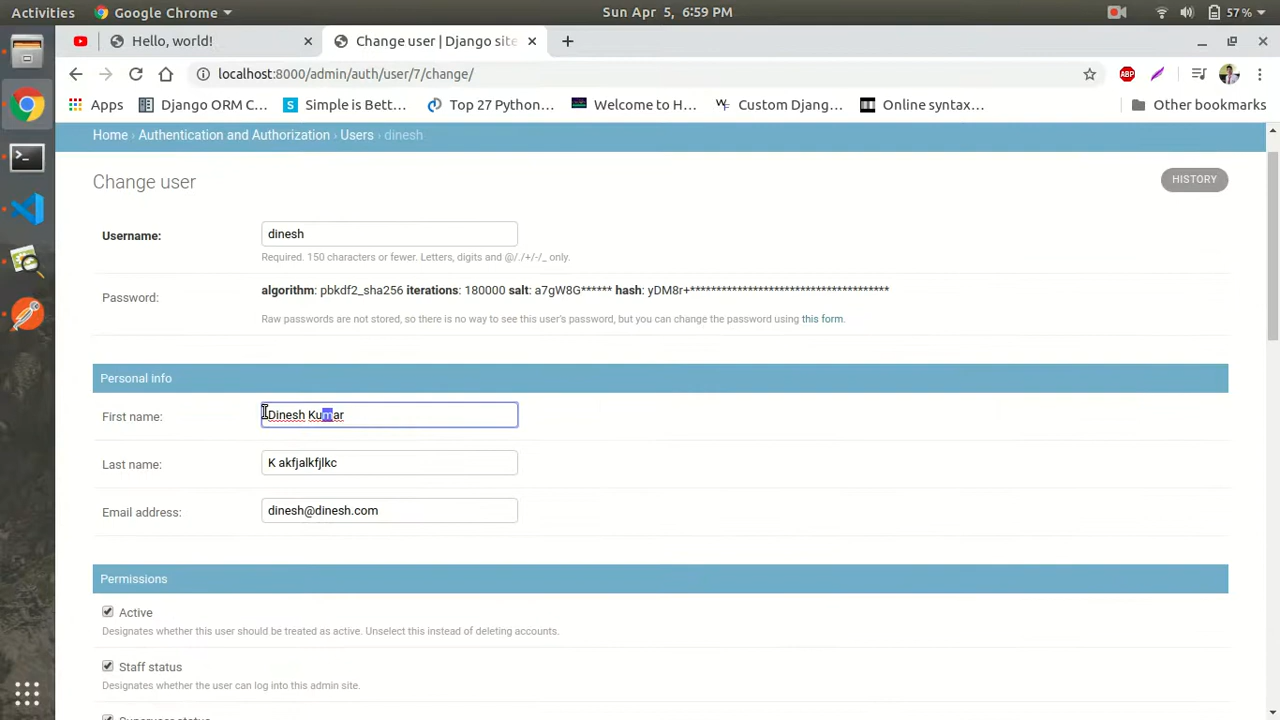 Activities Google Chrome Sun Apr 5, 6:59 PM 57 %
Hello, world! Change user | Django site
localhost:8000/admin/auth/user/7/change/ ABP
Apps Django ORM C... S Simple is Bett... Top 27 Python... Welcome to H... Custom Djang... Online syntax... Other bookmarks
Home › Authentication and Authorization › Users › dinesh
Change user HISTORY
Username: dinesh
Required. 150 characters or fewer. Letters, digits and @/./+/-/_ only.
Password: algorithm: pbkdf2_sha256 iterations: 180000 salt: a7gW8G****** hash: yDM8r+**************************************
Raw passwords are not stored, so there is no way to see this user's password, but you can change the password using this form.
Personal info
First name: Dinesh Kumar
Last name: K akfjalkfjlkc
Email address: dinesh@dinesh.com
Permissions
Active
Designates whether this user should be treated as active. Unselect this instead of deleting accounts.
Staff status
Designates whether the user can log into this admin site.
Superuser status